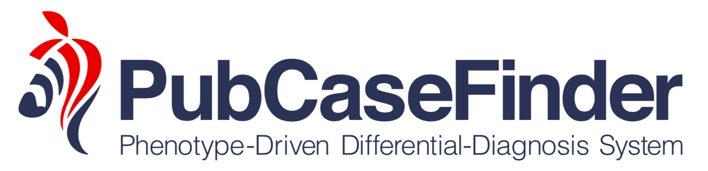 PubCaseFinder
Phenotype-Driven Differential-Diagnosis System